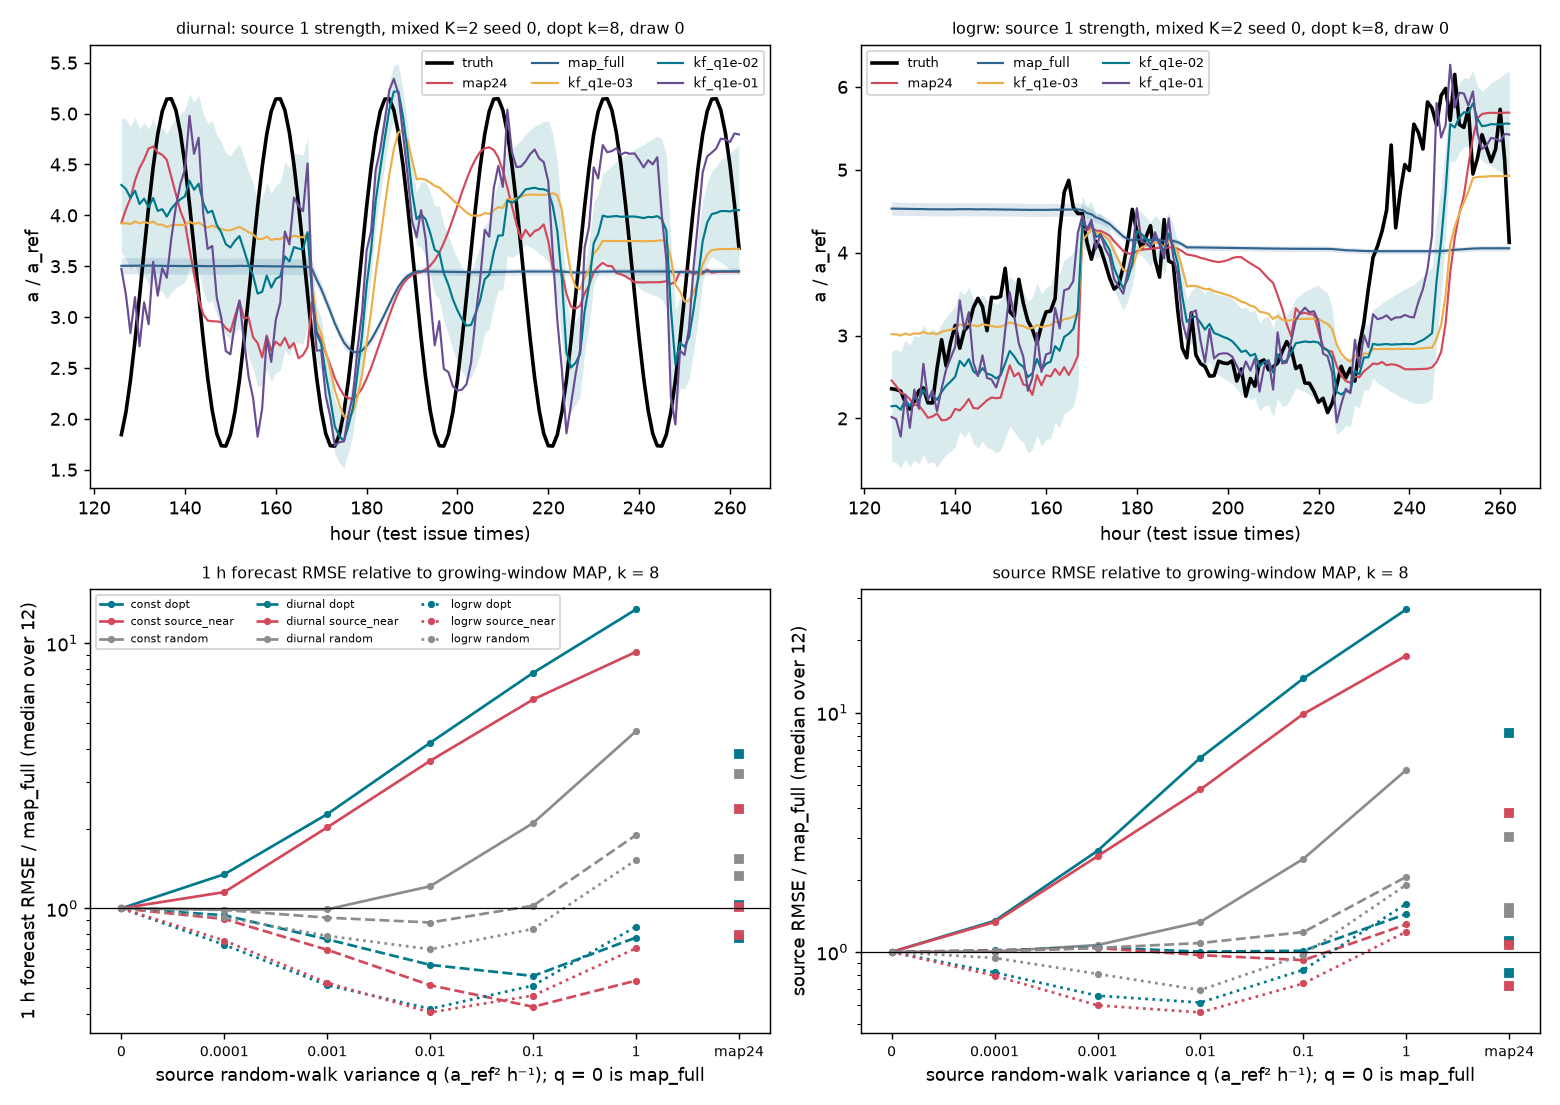 diurnal: source 1 strength, mixed K=2 seed 0, dopt k=8, draw 0
truth
map24
map_full
kf_q1e-03
kf_q1e-02
kf_q1e-01
5.5
5.0
4.5
4.0
3.5
3.0
2.5
2.0
1.5
a / a_ref
120 140 160 180 200 220 240 260
hour (test issue times)
logrw: source 1 strength, mixed K=2 seed 0, dopt k=8, draw 0
truth
map24
map_full
kf_q1e-03
kf_q1e-02
kf_q1e-01
6
5
4
3
2
a / a_ref
120 140 160 180 200 220 240 260
hour (test issue times)
1 h forecast RMSE relative to growing-window MAP, k = 8
const dopt
const source_near
const random
diurnal dopt
diurnal source_near
diurnal random
logrw dopt
logrw source_near
logrw random
10¹
10⁰
1 h forecast RMSE / map_full (median over 12)
0 0.0001 0.001 0.01 0.1 1 map24
source random-walk variance q (a_ref² h⁻¹); q = 0 is map_full
source RMSE relative to growing-window MAP, k = 8
10¹
10⁰
source RMSE / map_full (median over 12)
0 0.0001 0.001 0.01 0.1 1 map24
source random-walk variance q (a_ref² h⁻¹); q = 0 is map_full